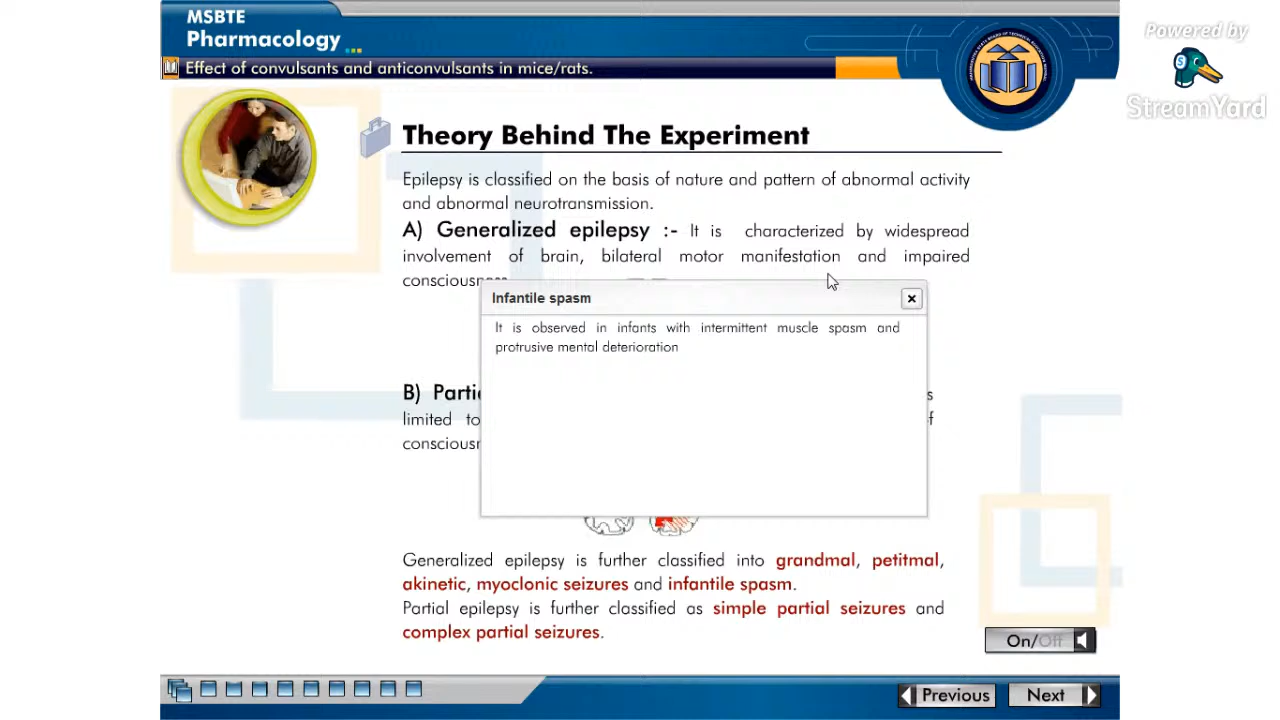 MSBTE
Pharmacology
Powered by
StreamYard
Effect of convulsants and anticonvulsants in mice/rats.
Theory Behind The Experiment
Epilepsy is classified on the basis of nature and pattern of abnormal activity
and abnormal neurotransmission.
A) Generalized epilepsy :- It is characterized by widespread
involvement of brain, bilateral motor manifestation and impaired
Infantile spasm
It is observed in infants with intermittent muscle spasm and
protrusive mental deterioration
B)
limited to
Generalized epilepsy is further classified into grandmal, petitmal,
akinetic, myoclonic seizures and infantile spasm.
Partial epilepsy is further classified as simple partial seizures and
complex partial seizures.
On/Off
Previous
Next